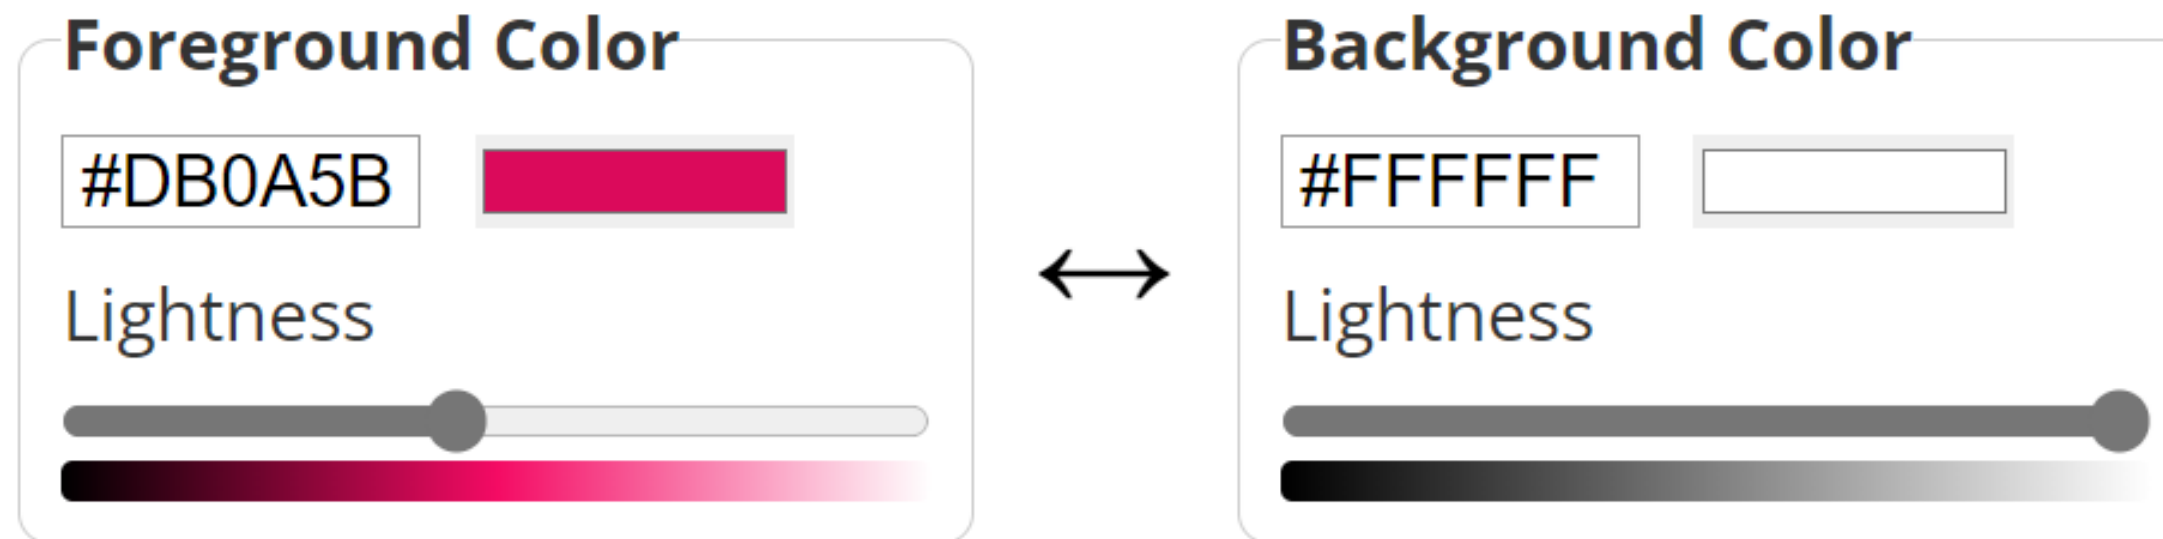 Foreground Color
#DB0A5B
Lightness
Background Color
#FFFFFF
Lightness